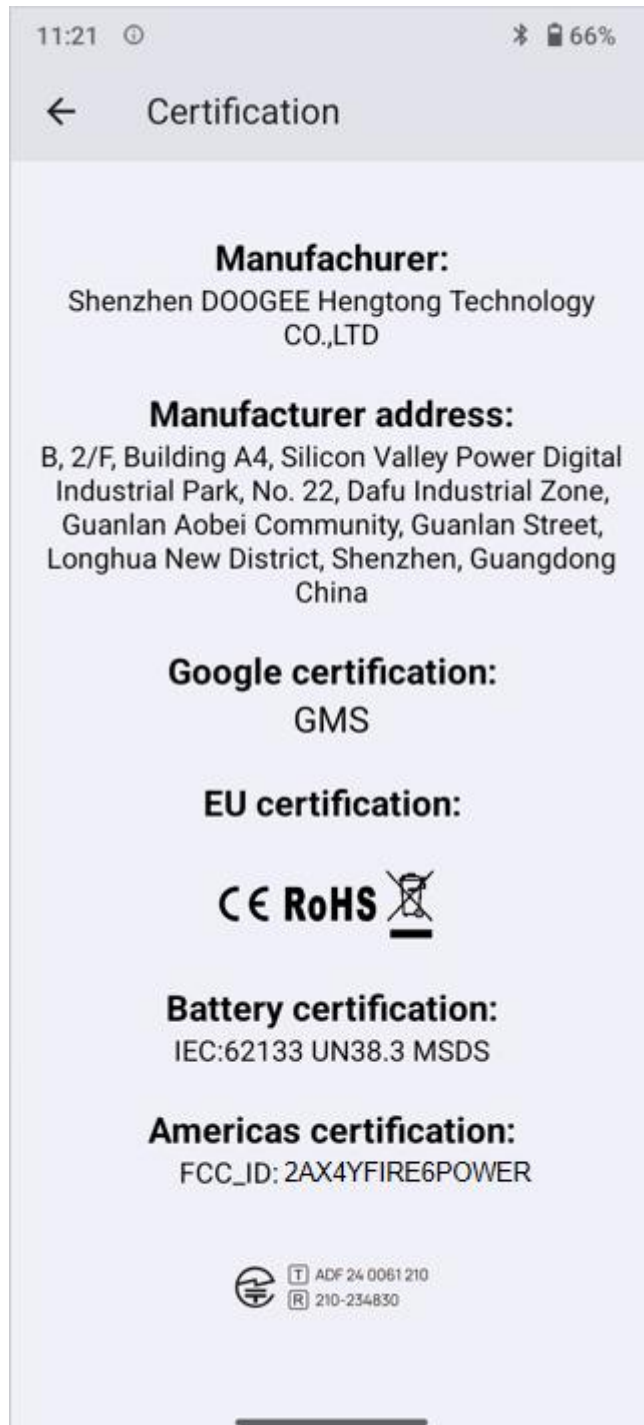 11:21
66%
Certification
Manufachurer:
Shenzhen DOOGEE Hengtong Technology
CO.,LTD
Manufacturer address:
B, 2/F, Building A4, Silicon Valley Power Digital
Industrial Park, No. 22, Dafu Industrial Zone,
Guanlan Aobei Community, Guanlan Street,
Longhua New District, Shenzhen, Guangdong
China
Google certification:
GMS
EU certification:
CE RoHS
Battery certification:
IEC:62133 UN38.3 MSDS
Americas certification:
FCC_ID: 2AX4YFIRE6POWER
T ADF 24 0061 210
R 210-234830